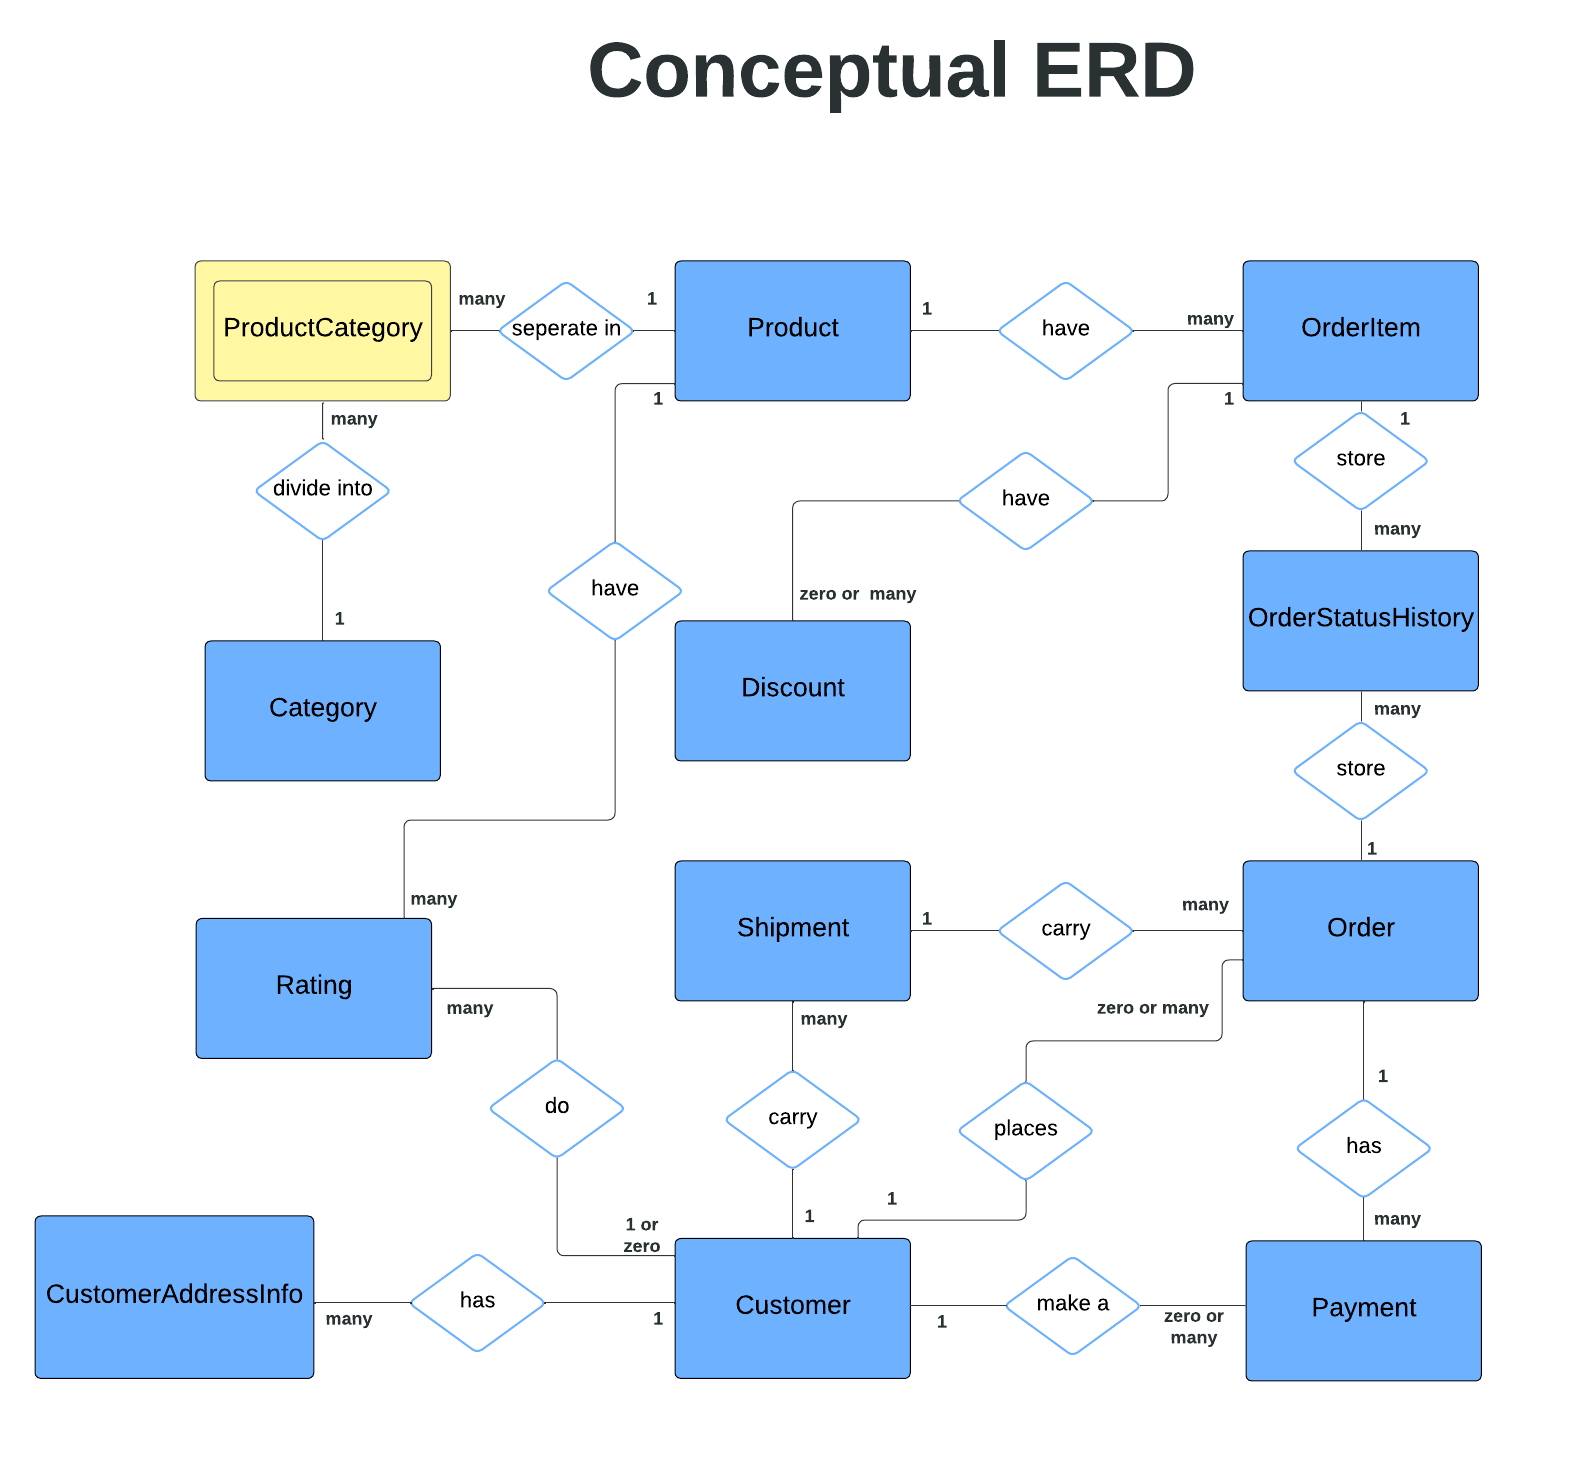 Conceptual ERD
ProductCategory
many
seperate in
1
Product
1
have
many
OrderItem
many
1
1
1
divide into
store
have
many
1
have
zero or  many
OrderStatusHistory
Category
Discount
many
store
1
many
Rating
many
Shipment
1
carry
many
Order
many
zero or many
1
do
carry
places
has
1
1
many
1 or
zero
CustomerAddressInfo
many
has
1
Customer
1
make a
zero or
many
Payment